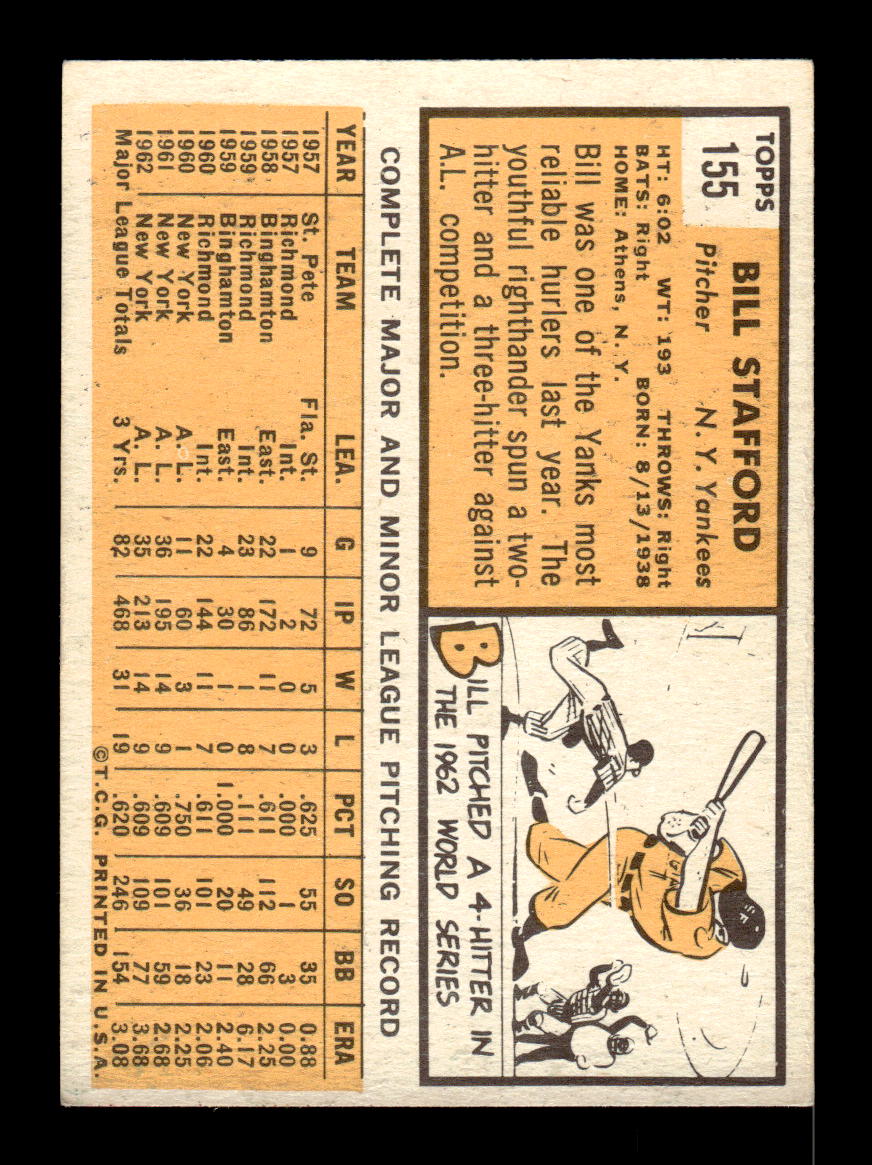 TOPPS
155
BILL STAFFORD
Pitcher N. Y. Yankees
HT: 6:02 WT: 193 THROWS: Right
BATS: Right BORN: 8/13/1938
HOME: Athens, N. Y.
Bill was one of the Yanks most
reliable hurlers last year. The
youthful righthander spun a two-
hitter and a three-hitter against
A.L. competition.
SF
BILL PITCHED A 4-HITTER IN
THE 1962 WORLD SERIES
COMPLETE MAJOR AND MINOR LEAGUE PITCHING RECORD
YEAR TEAM LEA. G IP W L PCT SO BB ERA
1957 St. Pete Fla. St. 9 72 5 3 .625 55 35 0.88
1957 Richmond Int. 1 2 0 0 .000 1 3 0.00
1958 Binghamton East. 22 172 11 7 .611 112 66 2.25
1959 Richmond Int. 23 86 1 8 .111 49 28 6.17
1959 Binghamton East. 4 30 1 0 1.000 20 11 2.40
1960 Richmond Int. 22 144 11 7 .611 101 23 2.06
1960 New York A.L. 11 60 3 1 .750 36 18 2.25
1961 New York A.L. 36 195 14 9 .609 101 59 2.68
1962 New York A.L. 35 213 14 9 .609 109 77 3.68
Major League Totals 3 Yrs. 82 468 31 19 .620 246 154 3.08
©T.C.G. PRINTED IN U.S.A.